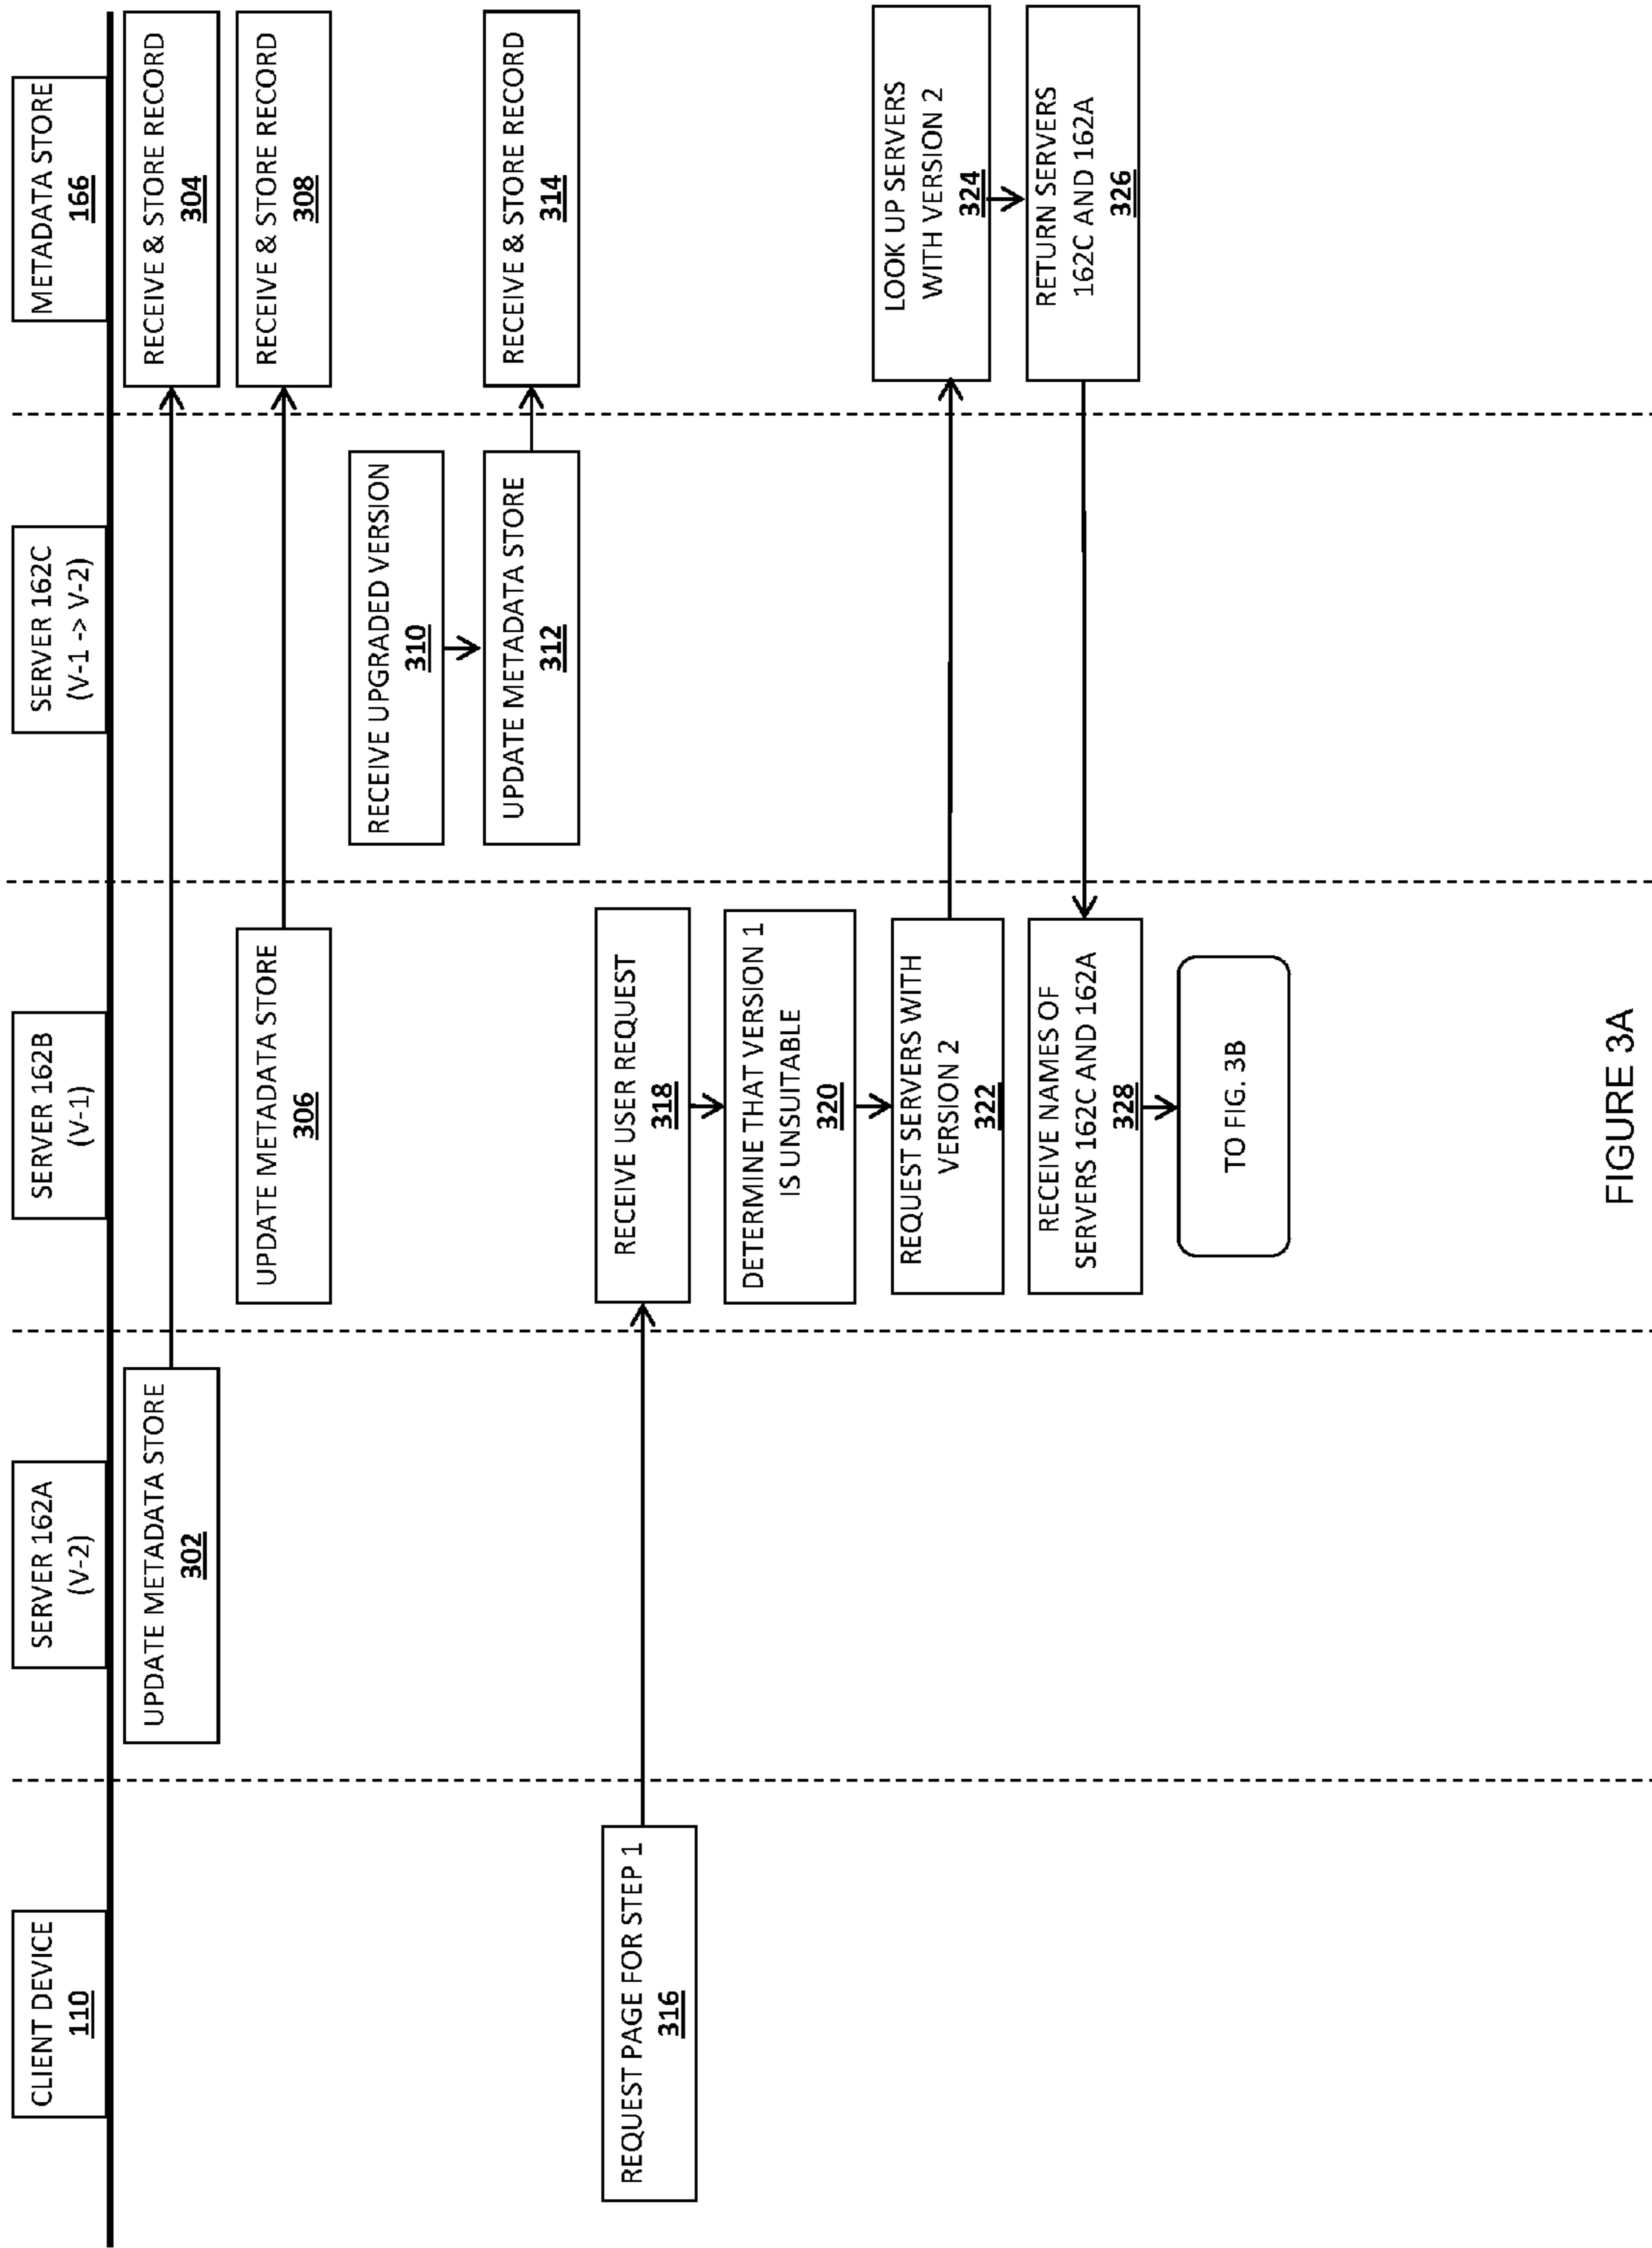 CLIENT DEVICE
110
SERVER 162A
(V-2)
SERVER 162B
(V-1)
SERVER 162C
(V-1 -> V-2)
METADATA STORE
166
UPDATE METADATA STORE
302
RECEIVE & STORE RECORD
304
UPDATE METADATA STORE
306
RECEIVE & STORE RECORD
308
RECEIVE UPGRADED VERSION
310
UPDATE METADATA STORE
312
RECEIVE & STORE RECORD
314
REQUEST PAGE FOR STEP 1
316
RECEIVE USER REQUEST
318
DETERMINE THAT VERSION 1
IS UNSUITABLE
320
REQUEST SERVERS WITH
VERSION 2
322
LOOK UP SERVERS
WITH VERSION 2
324
RETURN SERVERS
162C AND 162A
326
RECEIVE NAMES OF
SERVERS 162C AND 162A
328
TO FIG. 3B
FIGURE 3A